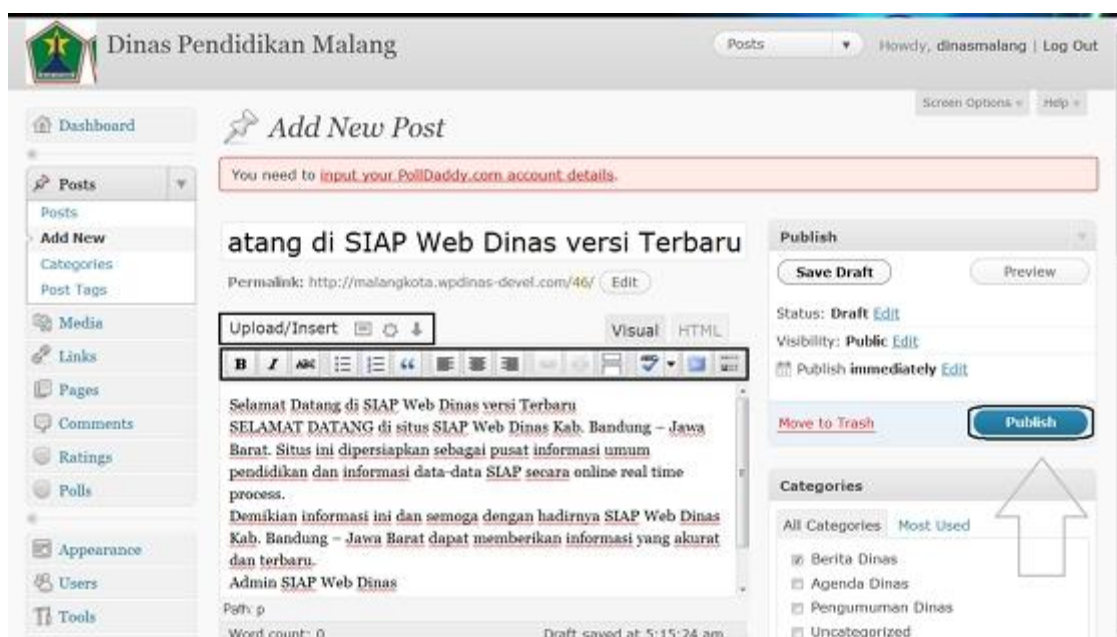 Dinas Pendidikan Malang
Posts
Howdy, dinasmalang | Log Out
Screen Options
Help
Dashboard
Posts
Posts
Add New
Categories
Post Tags
Media
Links
Pages
Comments
Ratings
Polls
Appearance
Users
Tools
Add New Post
You need to input your PollDaddy.com account details.
atang di SIAP Web Dinas versi Terbaru
Permalink: http://malangkota.wpdinas-devel.com/46/ Edit
Upload/Insert
Visual HTML
B I ABC
Selamat Datang di SIAP Web Dinas versi Terbaru
SELAMAT DATANG di situs SIAP Web Dinas Kab. Bandung – Jawa
Barat. Situs ini dipersiapkan sebagai pusat informasi umum
pendidikan dan informasi data-data SIAP secara online real time
process.
Demikian informasi ini dan semoga dengan hadirnya SIAP Web Dinas
Kab. Bandung – Jawa Barat dapat memberikan informasi yang akurat
dan terbaru.
Admin SIAP Web Dinas
Path: p
Word count: 0
Draft saved at 5:15:24 am
Publish
Save Draft
Preview
Status: Draft Edit
Visibility: Public Edit
Publish immediately Edit
Move to Trash
Publish
Categories
All Categories Most Used
Berita Dinas
Agenda Dinas
Pengumuman Dinas
Uncategorized